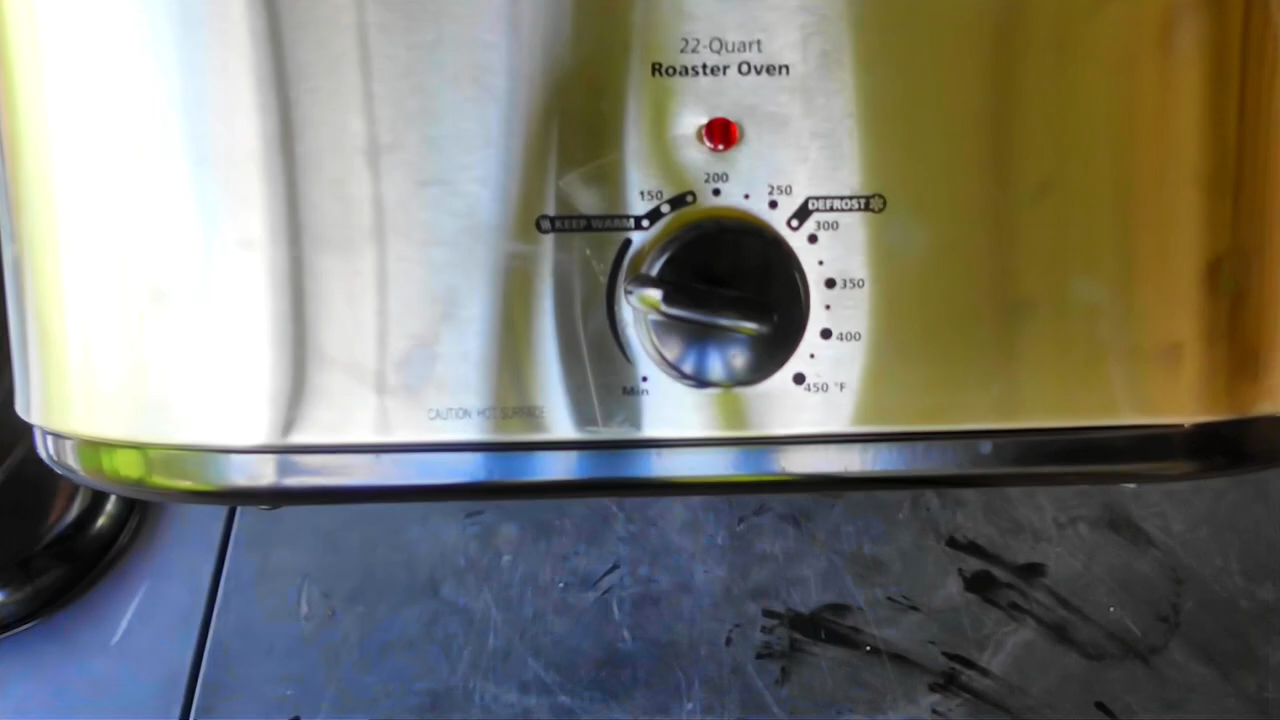 22-Quart
Roaster Oven
200
150
250
KEEP WARM
DEFROST
300
350
400
Min
450 °F
CAUTION HOT SURFACE